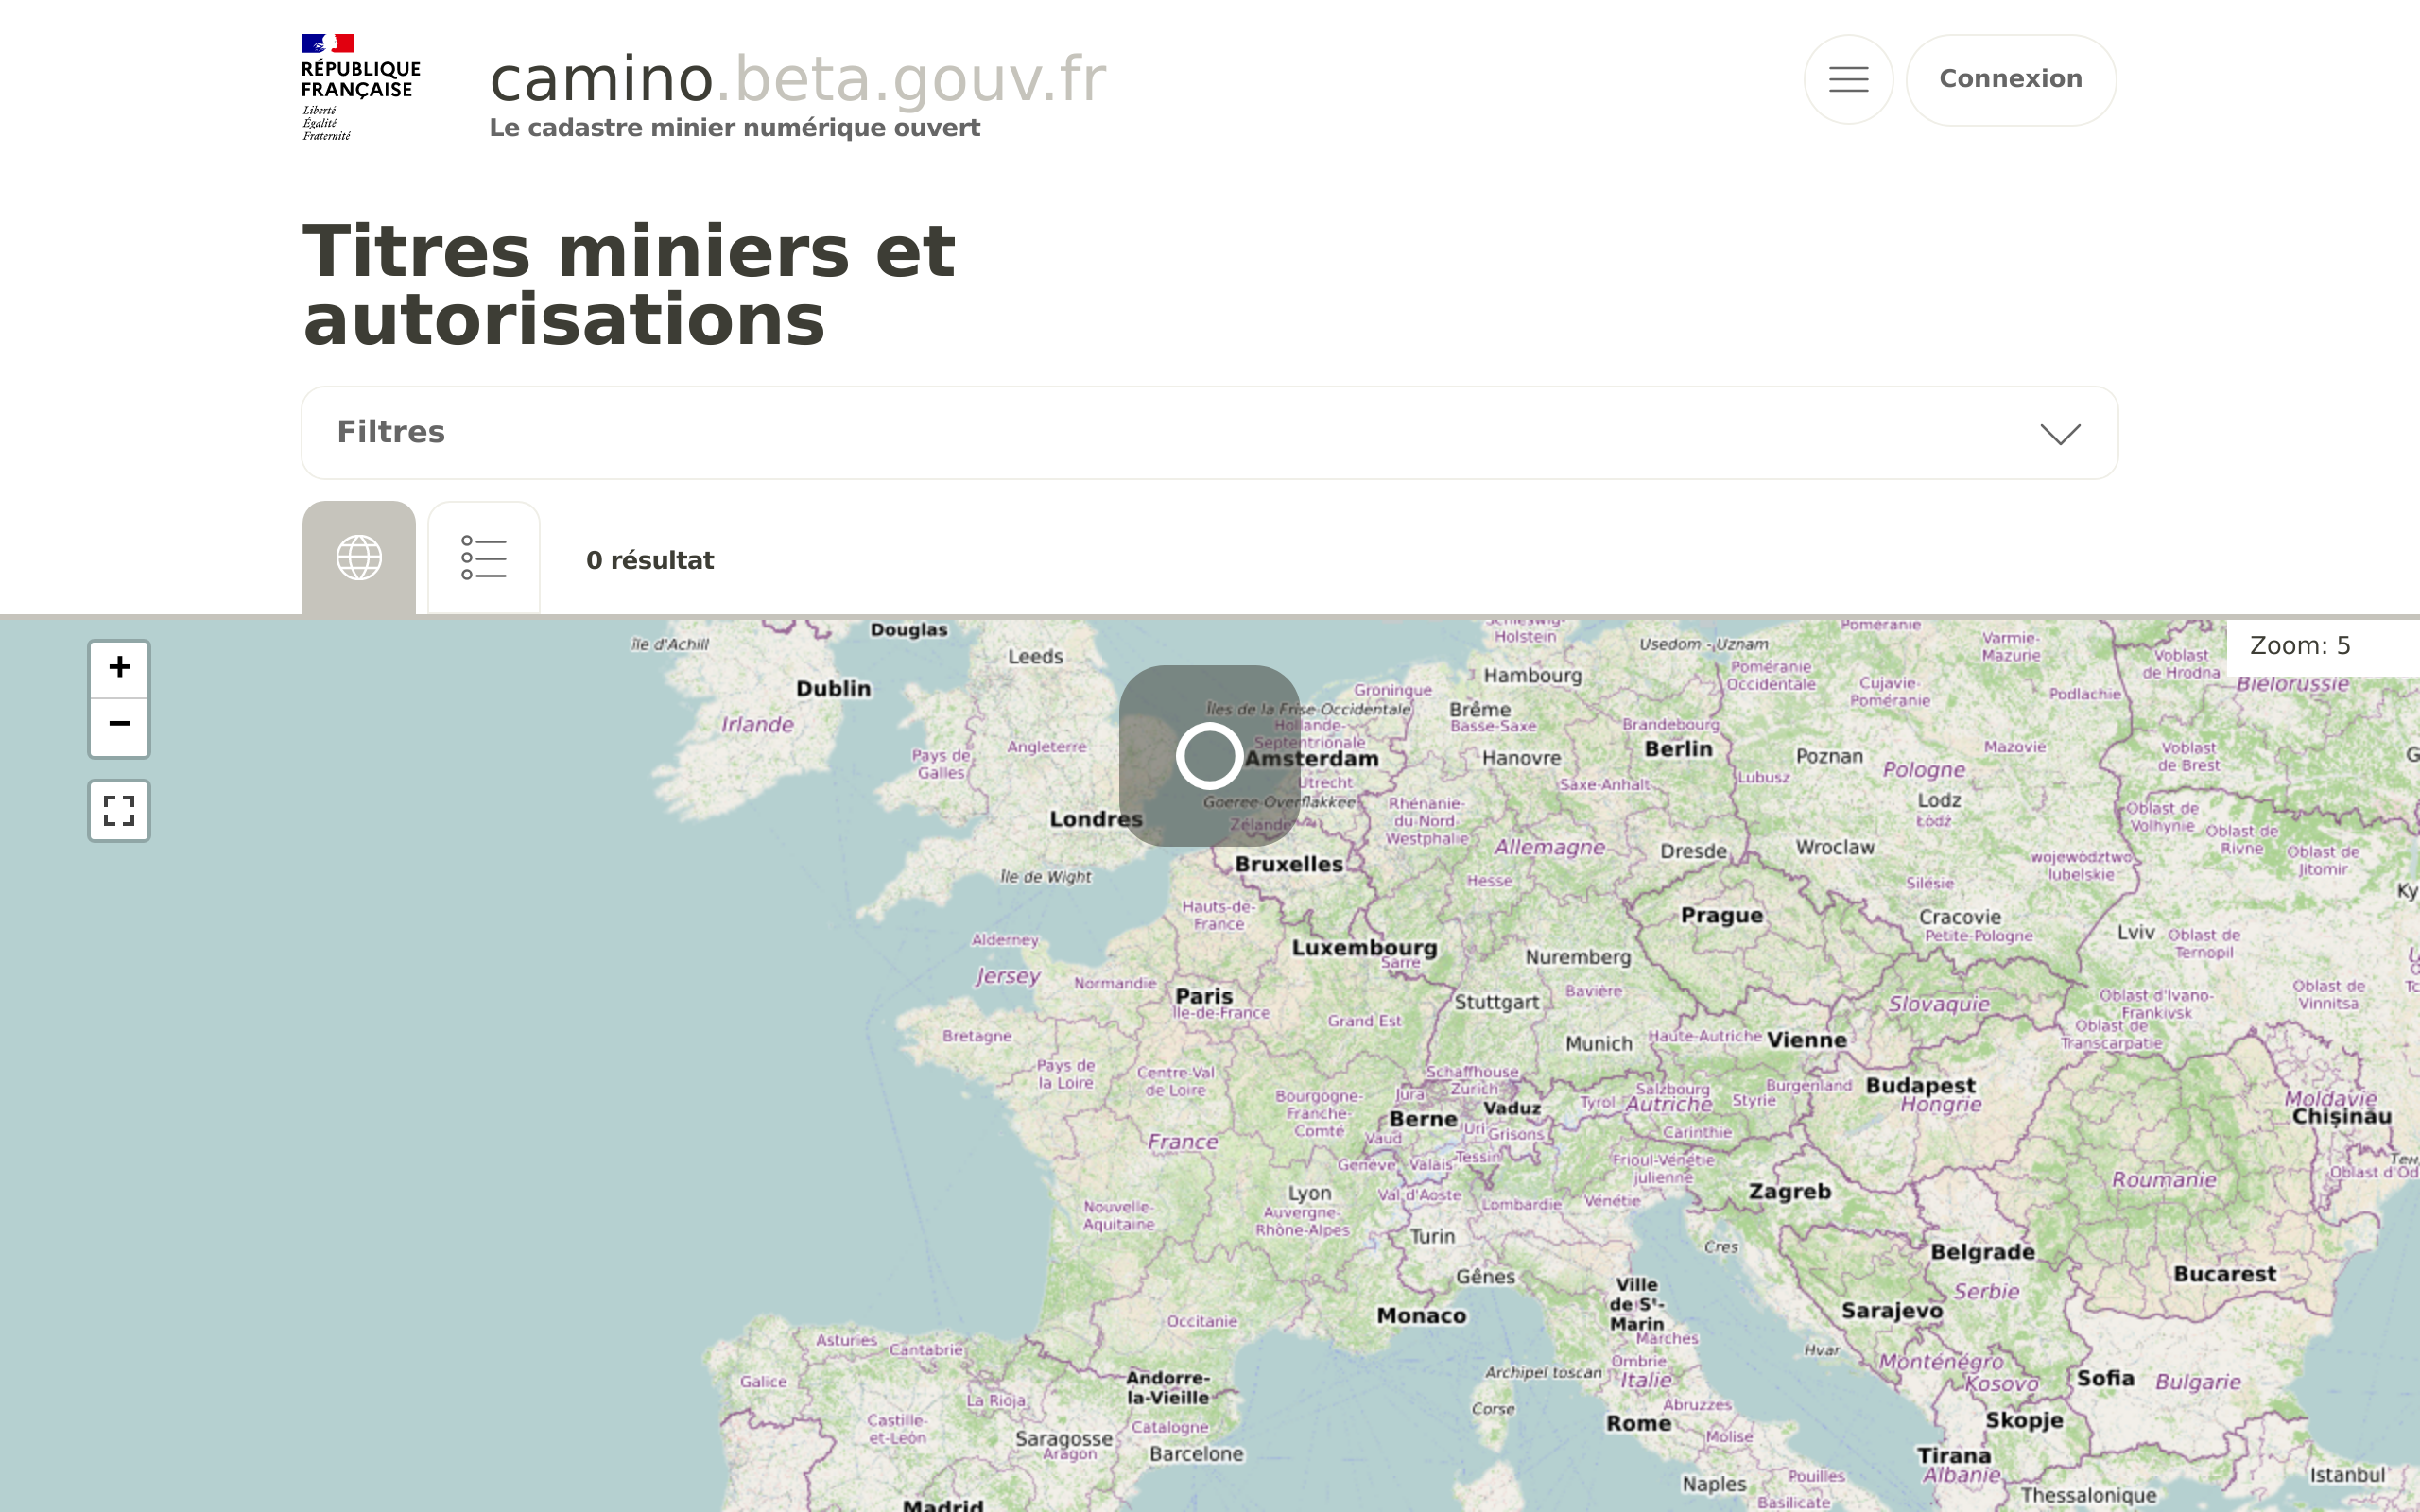 RÉPUBLIQUE
FRANÇAISE
Liberté
Égalité
Fraternité
camino.beta.gouv.fr
Le cadastre minier numérique ouvert
Connexion
Titres miniers et
autorisations
Filtres
0 résultat
+
−
Zoom: 5
île d'Achill
Douglas
Leeds
Dublin
Irlande
Pays de
Galles
Angleterre
Londres
Île de Wight
Îles de la Frise-Occidentale
Groningue
Hollande-
Septentrionale
Amsterdam
Utrecht
Goeree-Overflakkee
Zélande
Bruxelles
Schleswig-
Holstein
Hambourg
Brême
Basse-Saxe
Hanovre
Usedom - Uznam
Poméranie
Occidentale
Brandebourg
Berlin
Saxe-Anhalt
Lubusz
Poméranie
Varmie-
Mazurie
Cujavie-
Poméranie
Podlachie
Voblast
de Hrodna
Biélorussie
Poznan
Pologne
Mazovie
Voblast
de Brest
Lodz
Łódź
Wroclaw
Rhénanie-
du-Nord-
Westphalie
Allemagne
Hesse
Dresde
województwo
lubelskie
Oblast de
Volhynie
Oblast de
Rivne
Oblast de
Jitomir
Silésie
Ky
Cracovie
Petite-Pologne
Prague
Lviv
Oblast de
Ternopil
Hauts-de-
France
Luxembourg
Sarre
Nuremberg
Alderney
Jersey
Normandie
Paris
Île-de-France
Grand Est
Stuttgart
Bavière
Munich
Haute-Autriche
Vienne
Slovaquie
Oblast d'Ivano-
Frankivsk
Oblast de
Transcarpatie
Oblast de
Vinnitsa
Bretagne
Pays de
la Loire
Centre-Val
de Loire
Bourgogne-
Franche-
Comté
Schaffhouse
Zurich
Jura
Berne
Vaduz
Uri
Grisons
Vaud
Genève
Valais
Tessin
Tyrol
Salzbourg
Autriche
Styrie
Burgenland
Carinthie
Budapest
Hongrie
Moldavie
Chișinău
France
Frioul-Vénétie
julienne
Zagreb
Roumanie
Oblast d'Od
Lyon
Auvergne-
Rhône-Alpes
Val d'Aoste
Lombardie
Vénétie
Nouvelle-
Aquitaine
Turin
Gênes
Cres
Belgrade
Serbie
Bucarest
Ville
de Sᵗ-
Marin
Marches
Monaco
Sarajevo
Occitanie
Asturies
Cantabrie
Galice
La Rioja
Andorre-
la-Vieille
Archipel toscan
Ombrie
Italie
Hvar
Monténégro
Kosovo
Sofia
Bulgarie
Castille-
et-León
Catalogne
Saragosse
Aragon
Barcelone
Corse
Abruzzes
Rome
Molise
Skopje
Tirana
Albanie
Naples
Pouilles
Basilicate
Istanbul
Thessalonique
Madrid